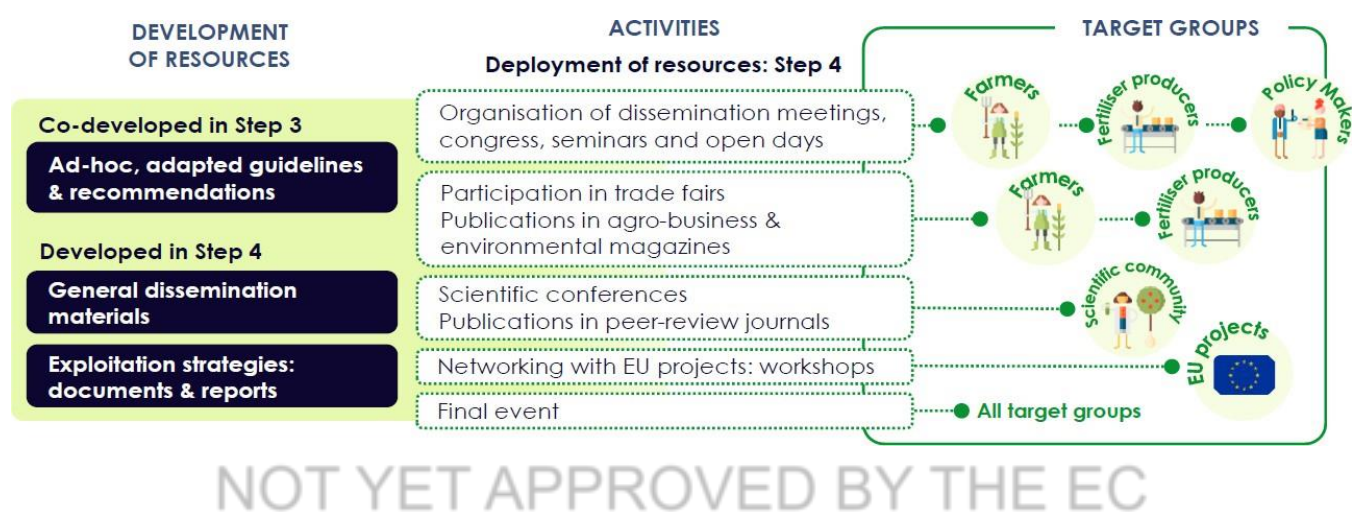 DEVELOPMENT
OF RESOURCES
Co-developed in Step 3
Ad-hoc, adapted guidelines
& recommendations
Developed in Step 4
General dissemination
materials
Exploitation strategies:
documents & reports
ACTIVITIES
Deployment of resources: Step 4
Organisation of dissemination meetings,
congress, seminars and open days
Participation in trade fairs
Publications in agro-business &
environmental magazines
Scientific conferences
Publications in peer-review journals
Networking with EU projects: workshops
Final event
TARGET GROUPS
Farmers
Fertiliser producers
Policy Makers
Farmers
Fertiliser producers
Scientific community
EU projects
All target groups
NOT YET APPROVED BY THE EC